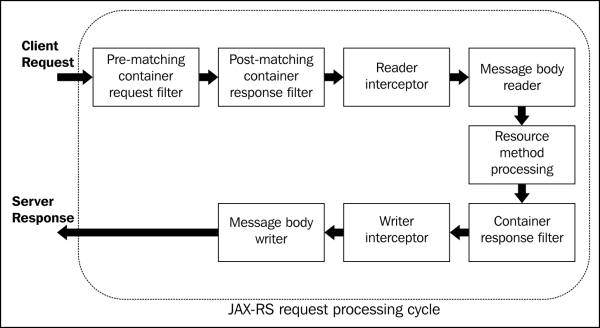 Client
Request
Pre-matching
container
request filter
Post-matching
container
response filter
Reader
interceptor
Message body
reader
Resource
method
processing
Server
Response
Message body
writer
Writer
interceptor
Container
response filter
JAX-RS request processing cycle